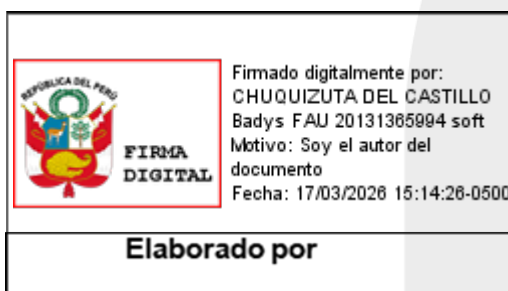 REPÚBLICA DEL PERÚ
FIRMA
DIGITAL
Firmado digitalmente por:
CHUQUIZUTA DEL CASTILLO
Badys FAU 20131365994 soft
Motivo: Soy el autor del
documento
Fecha: 17/03/2026 15:14:26-0500
Elaborado por